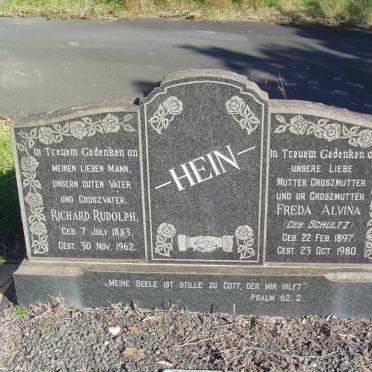 In Treuem Gedenken an
MEINEN LIEBEN MANN,
UNSERN GUTEN VATER
UND GROSZVATER,
RICHARD RUDOLPH,
GEB. 7 JULI 1883,
GEST. 30 NOV. 1962.
HEIN
In Treuem Gedenken an
UNSERE LIEBE
MUTTER GROSZMUTTER
UND UR GROSZMUTTER
FREDA ALVINA
(GEB SCHULTZ)
GEB. 22 FEB. 1897
GEST. 23 OCT 1980
"MEINE SEELE IST STILLE ZU GOTT, DER MIR HILFT"
PSALM 62. 2.